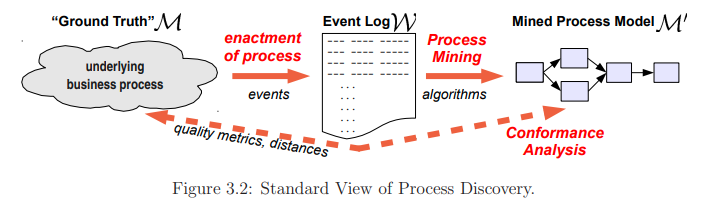 “Ground Truth” M
underlying
business process
enactment
of process
events
Event Log W
Process
Mining
algorithms
Mined Process Model M'
quality metrics, distances
Conformance
Analysis
Figure 3.2: Standard View of Process Discovery.